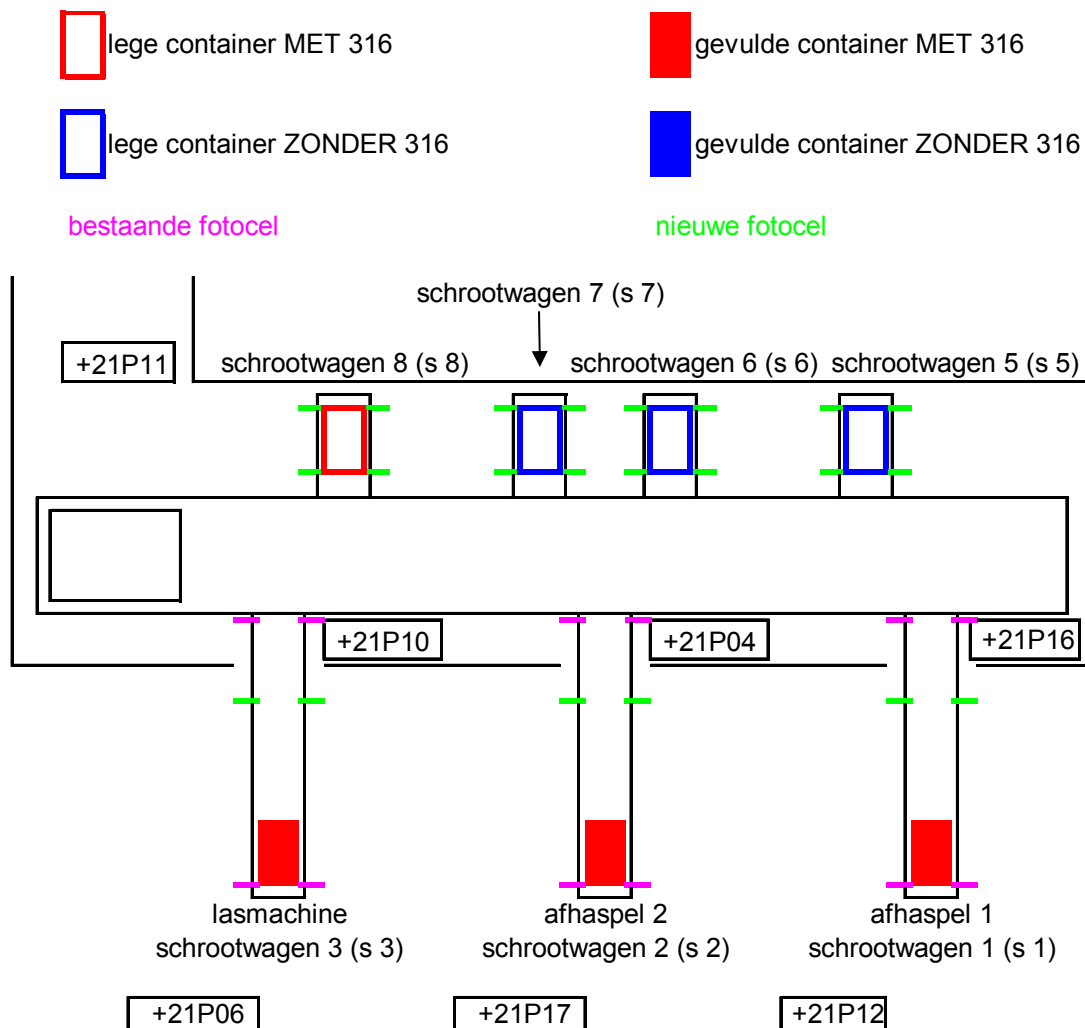 lege container MET 316
gevulde container MET 316
lege container ZONDER 316
gevulde container ZONDER 316
bestaande fotocel
nieuwe fotocel
schrootwagen 7 (s 7)
+21P11
schrootwagen 8 (s 8)
schrootwagen 6 (s 6)
schrootwagen 5 (s 5)
+21P10
+21P04
+21P16
lasmachine
schrootwagen 3 (s 3)
afhaspel 2
schrootwagen 2 (s 2)
afhaspel 1
schrootwagen 1 (s 1)
+21P06
+21P17
+21P12